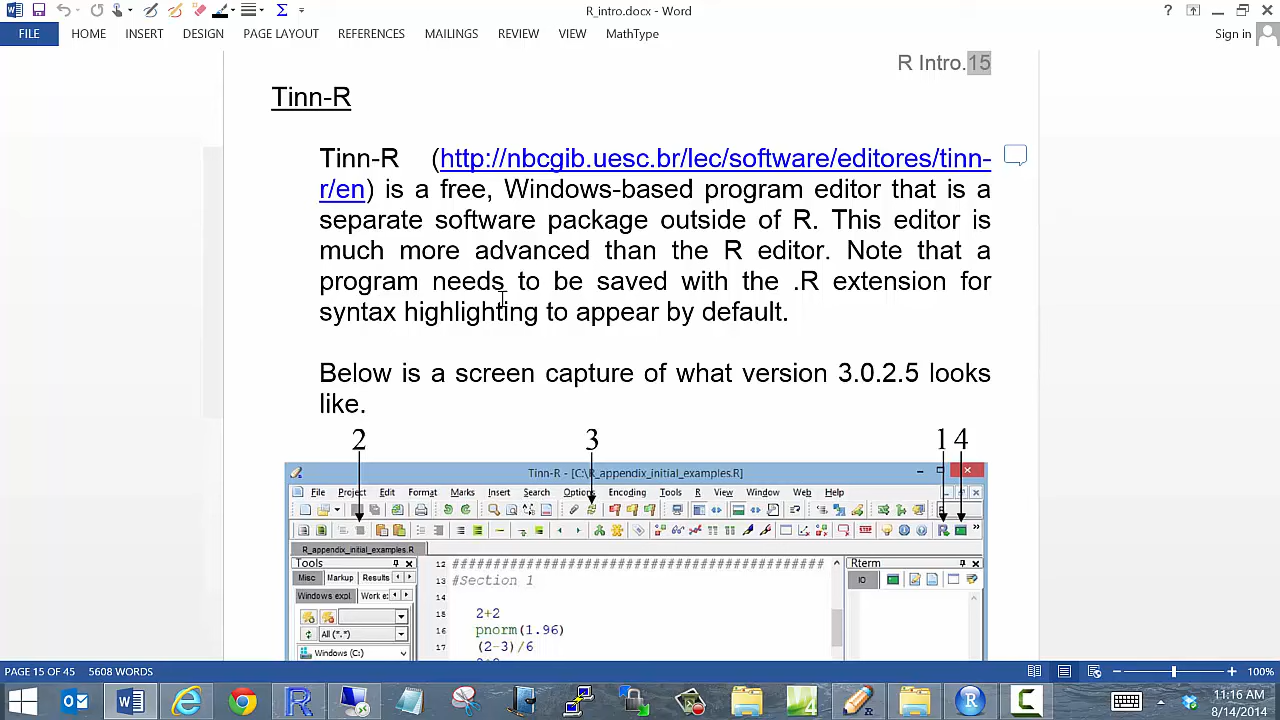 R_intro.docx - Word
FILE HOME INSERT DESIGN PAGE LAYOUT REFERENCES MAILINGS REVIEW VIEW MathType Sign in
R Intro.15
Tinn-R
Tinn-R (http://nbcgib.uesc.br/lec/software/editores/tinn-
r/en) is a free, Windows-based program editor that is a
separate software package outside of R. This editor is
much more advanced than the R editor. Note that a
program needs to be saved with the .R extension for
syntax highlighting to appear by default.
Below is a screen capture of what version 3.0.2.5 looks
like.
2 3 1 4
Tinn-R - [C:\R_appendix_initial_examples.R]
File Project Edit Format Marks Insert Search Options Encoding Tools R View Window Web Help
R_appendix_initial_examples.R
Tools
Misc Markup Results
Windows expl. Work e:
All (*.*)
Windows (C:)
12 #########################################
13 #Section 1
14
15 2+2
16 pnorm(1.96)
17 (2-3)/6
Rterm
IO
PAGE 15 OF 45 5608 WORDS 100%
11:16 AM
8/14/2014